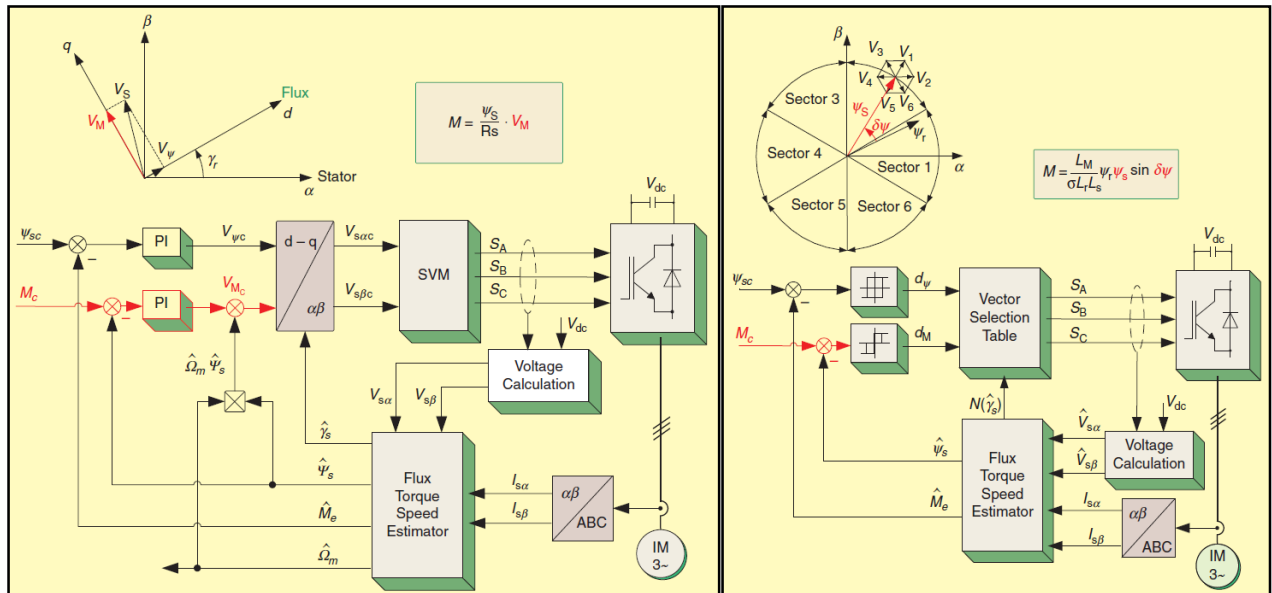 β
q
V_S
Flux
d
V_M
V_ψ
γ_r
Stator
α
M = ψ_S / Rs · V_M
V_dc
ψ_sc
PI
V_ψc
d – q
αβ
V_sαc
SVM
S_A
S_B
S_C
M_c
PI
V_Mc
V_sβc
–
–
V_dc
Voltage
Calculation
Ω̂_m Ψ̂_s
V_sα
V_sβ
γ̂_s
Ψ̂_s
M̂_e
Ω̂_m
Flux
Torque
Speed
Estimator
I_sα
I_sβ
αβ
ABC
IM
3~
β
V_3
V_1
V_4
V_2
V_5
V_6
Sector 3
ψ_S
δψ
ψ_r
Sector 4
Sector 1
α
Sector 5
Sector 6
M = L_M / σL_rL_s ψ_rψ_s sin δψ
V_dc
ψ_sc
d_ψ
Vector
Selection
Table
S_A
S_B
S_C
M_c
d_M
–
–
N(γ̂_s)
V_dc
V̂_sα
V̂_sβ
Voltage
Calculation
ψ̂_s
M̂_e
Flux
Torque
Speed
Estimator
I_sα
I_sβ
αβ
ABC
IM
3~